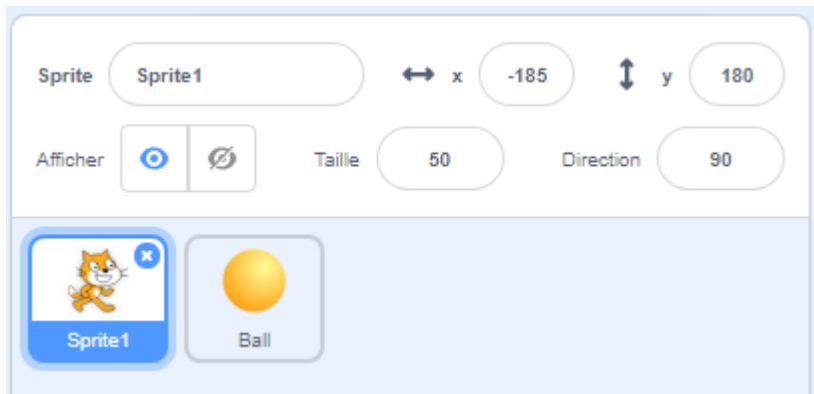 Sprite Sprite1 x -185 y 180
Afficher Taille 50 Direction 90
Sprite1 Ball